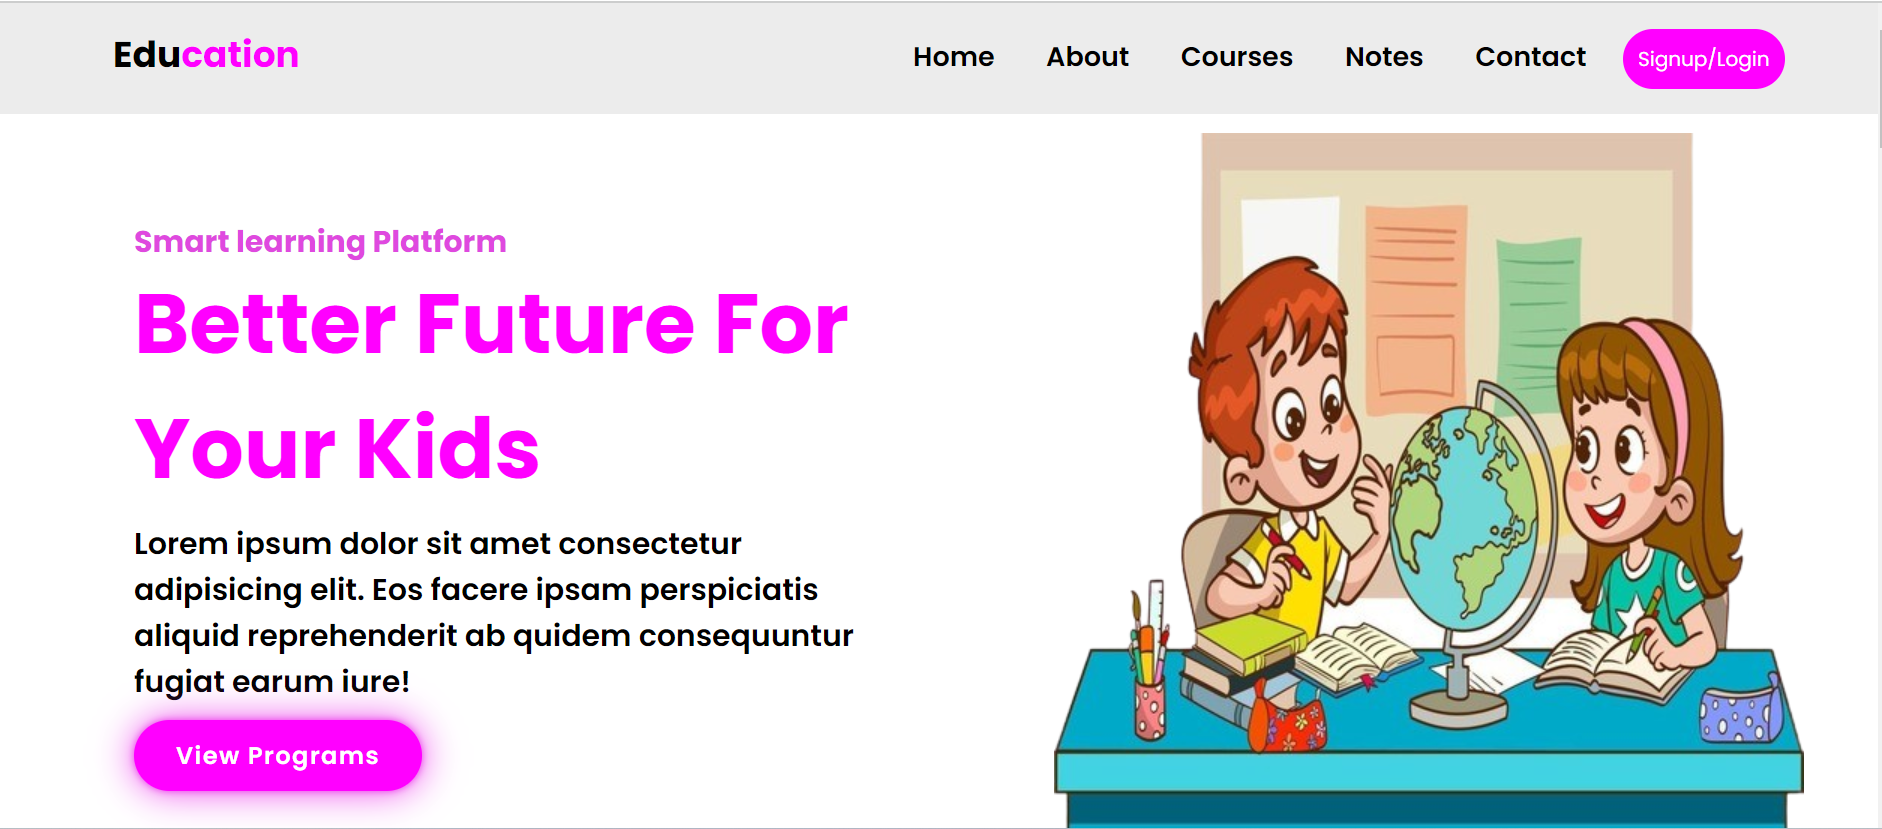 Education
Home About Courses Notes Contact Signup/Login
Smart learning Platform
Better Future For
Your Kids
Lorem ipsum dolor sit amet consectetur
adipisicing elit. Eos facere ipsam perspiciatis
aliquid reprehenderit ab quidem consequuntur
fugiat earum iure!
View Programs